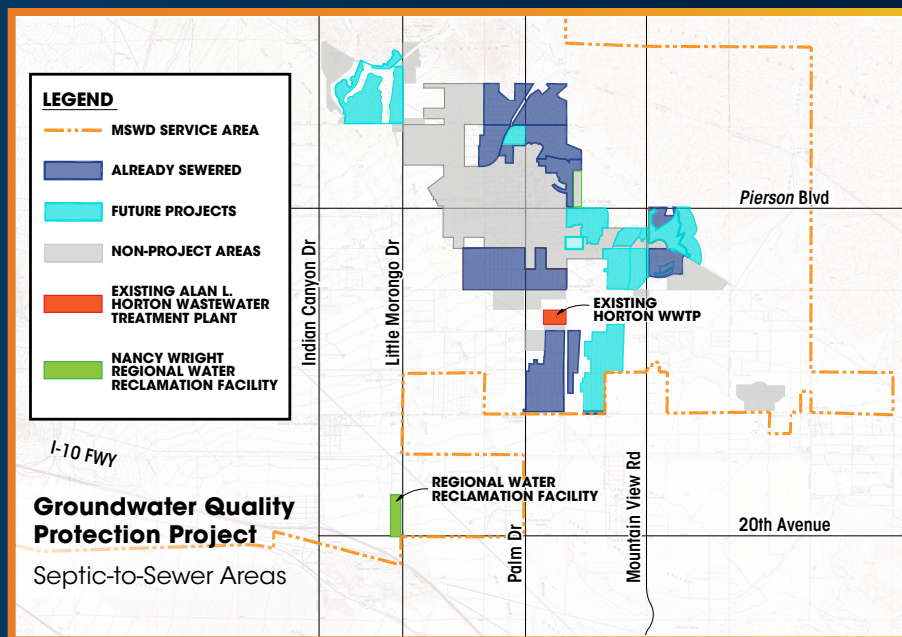 LEGEND
MSWD SERVICE AREA
ALREADY SEWERED
FUTURE PROJECTS
NON-PROJECT AREAS
EXISTING ALAN L.
HORTON WASTEWATER
TREATMENT PLANT
NANCY WRIGHT
REGIONAL WATER
RECLAMATION FACILITY
Indian Canyon Dr
Little Morongo Dr
Pierson Blvd
EXISTING
HORTON WWTP
I-10 FWY
REGIONAL WATER
RECLAMATION FACILITY
Palm Dr
Mountain View Rd
20th Avenue
Groundwater Quality
Protection Project
Septic-to-Sewer Areas